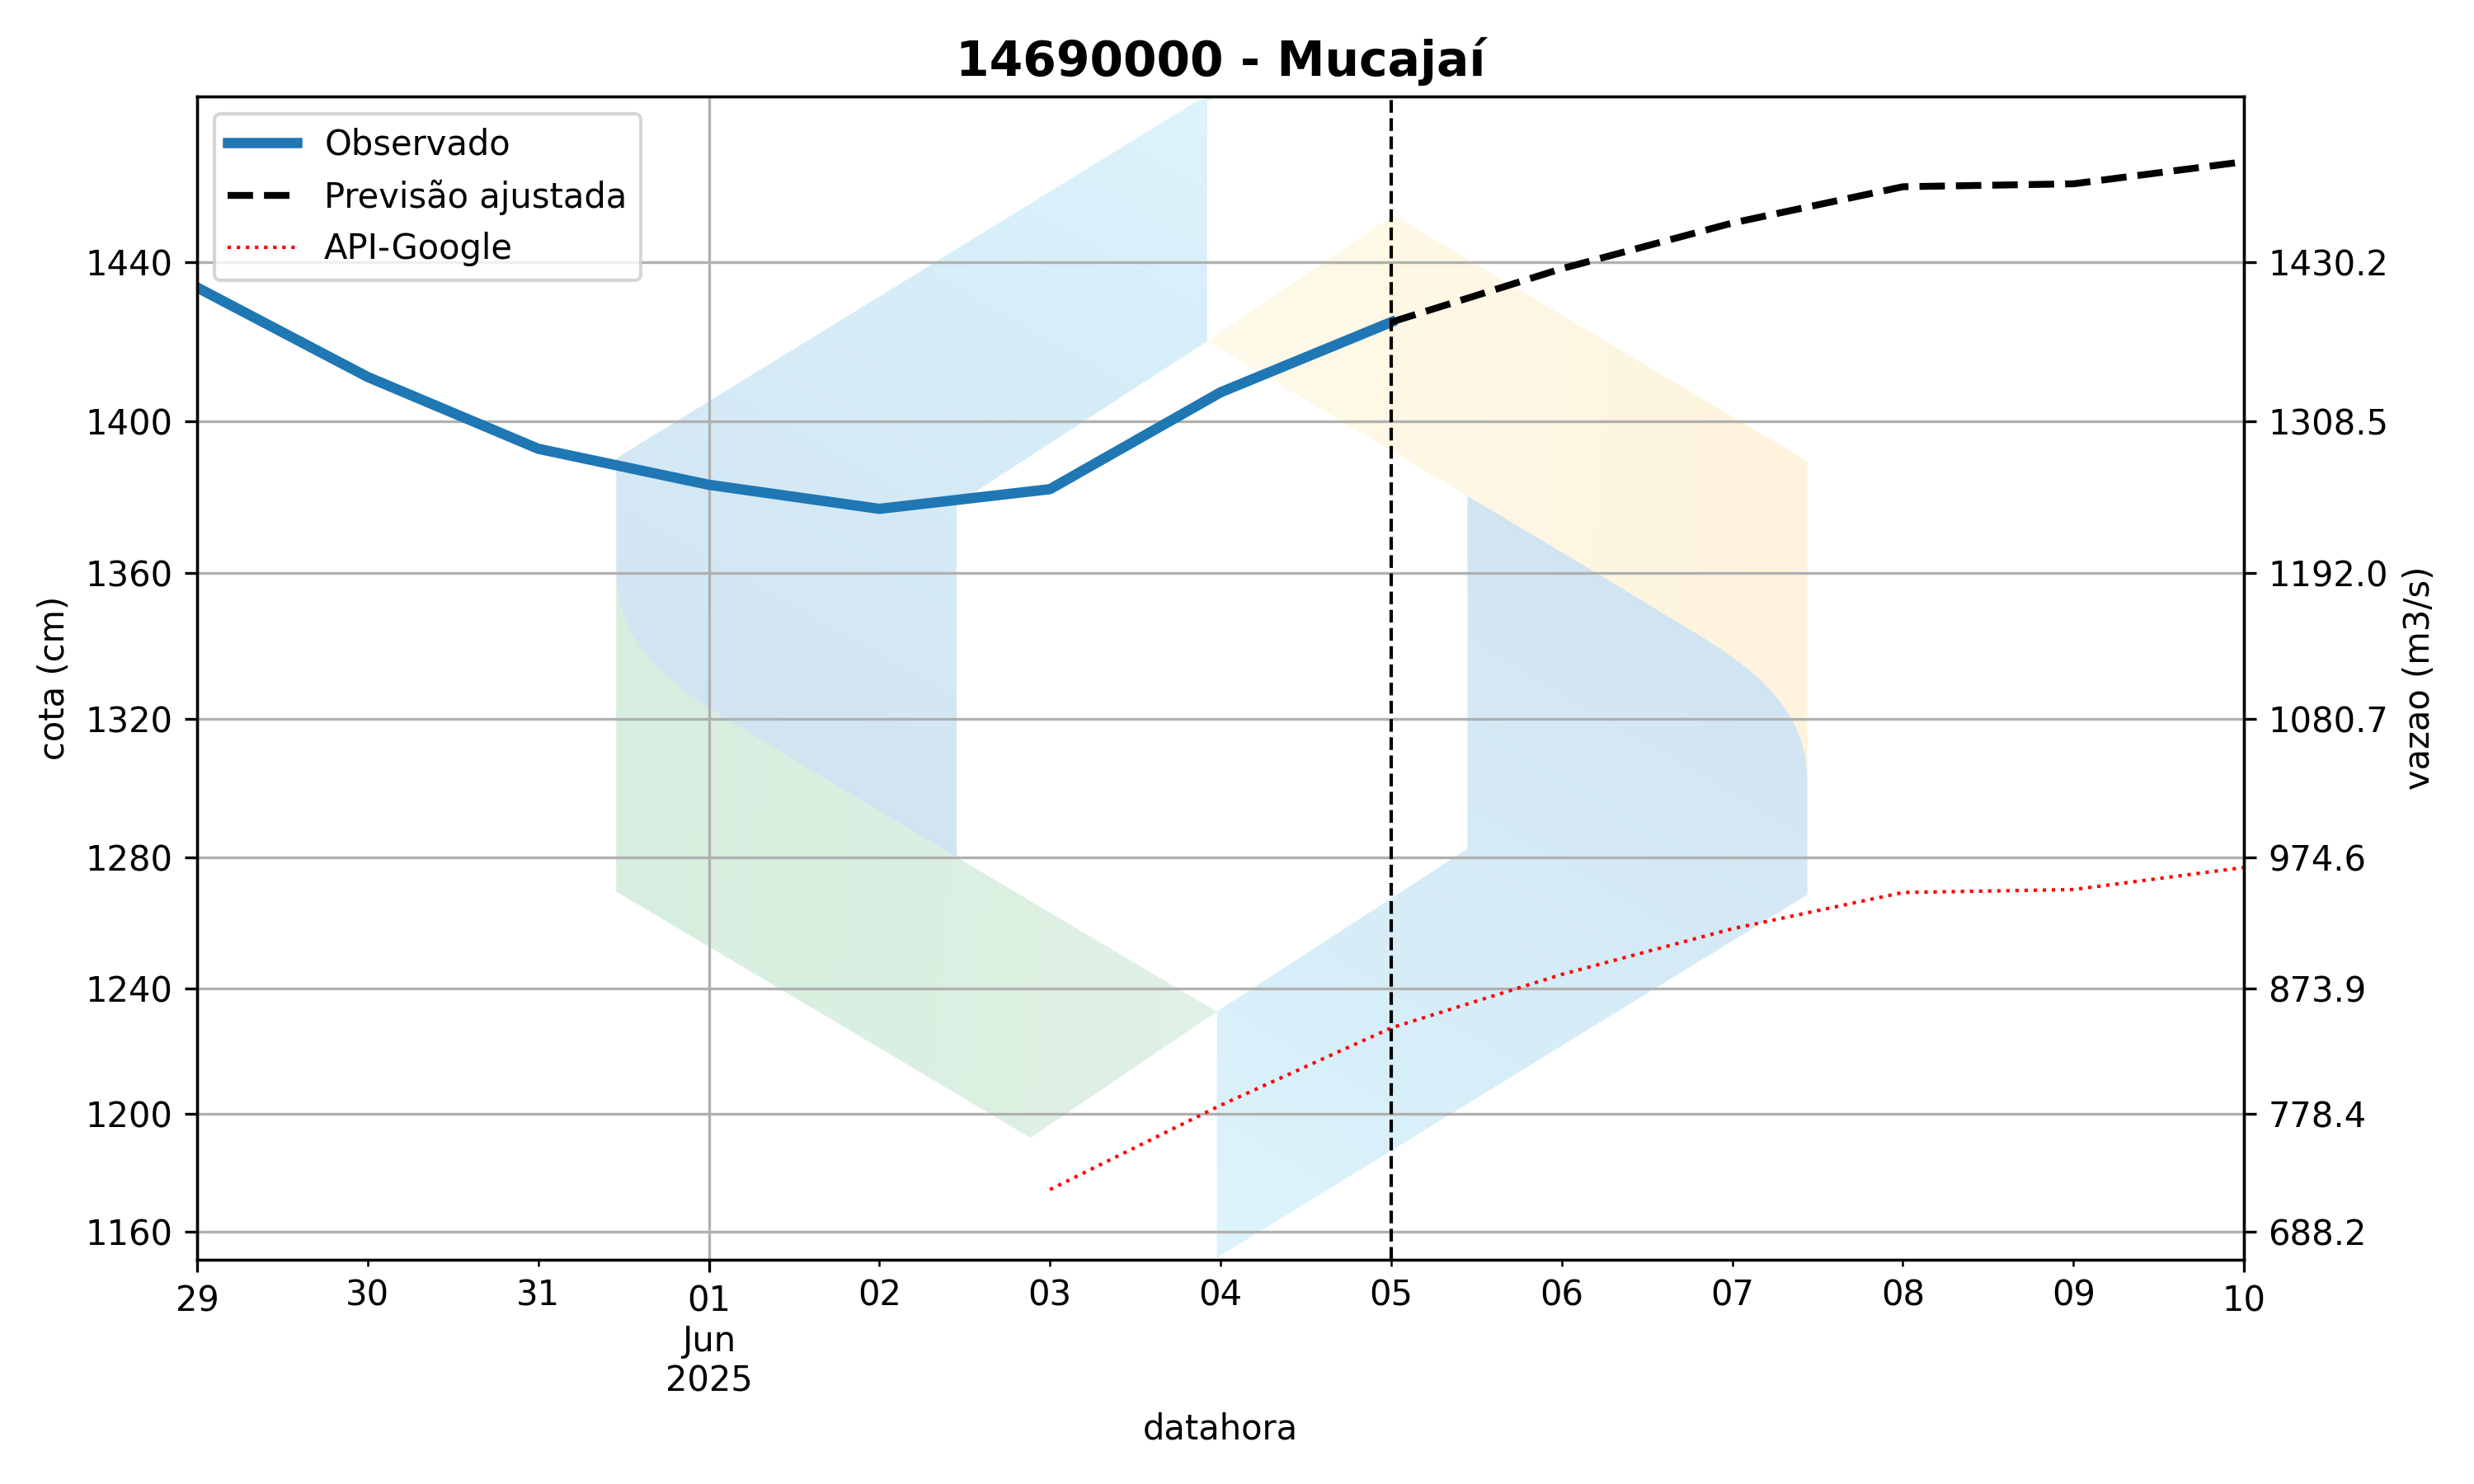 14690000 - Mucajaí
Observado
Previsão ajustada
API-Google
1440
1400
1360
1320
1280
1240
1200
1160
cota (cm)
1430.2
1308.5
1192.0
1080.7
974.6
873.9
778.4
688.2
vazao (m3/s)
29 30 31 01 02 03 04 05 06 07 08 09 10
Jun
2025
datahora